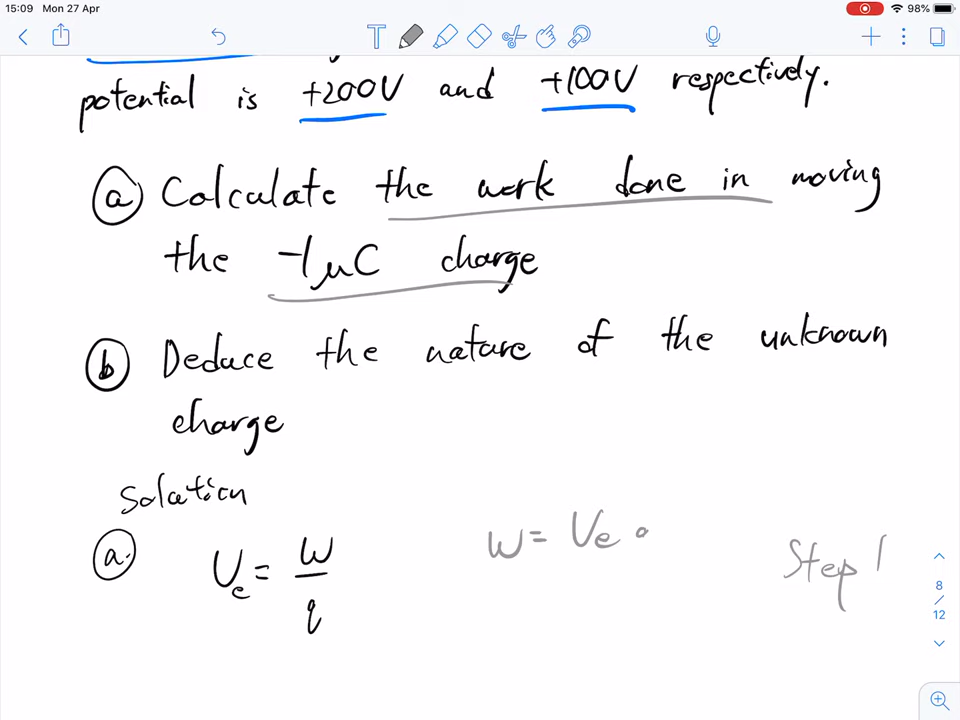 15:09 Mon 27 Apr
98%
potential is +200V and +100V respectively.
a Calculate the work done in moving
the -1μC charge
b Deduce the nature of the unknown
charge
Solution
a. Ve = W/q
W = Ve
Step 1
8
/
12